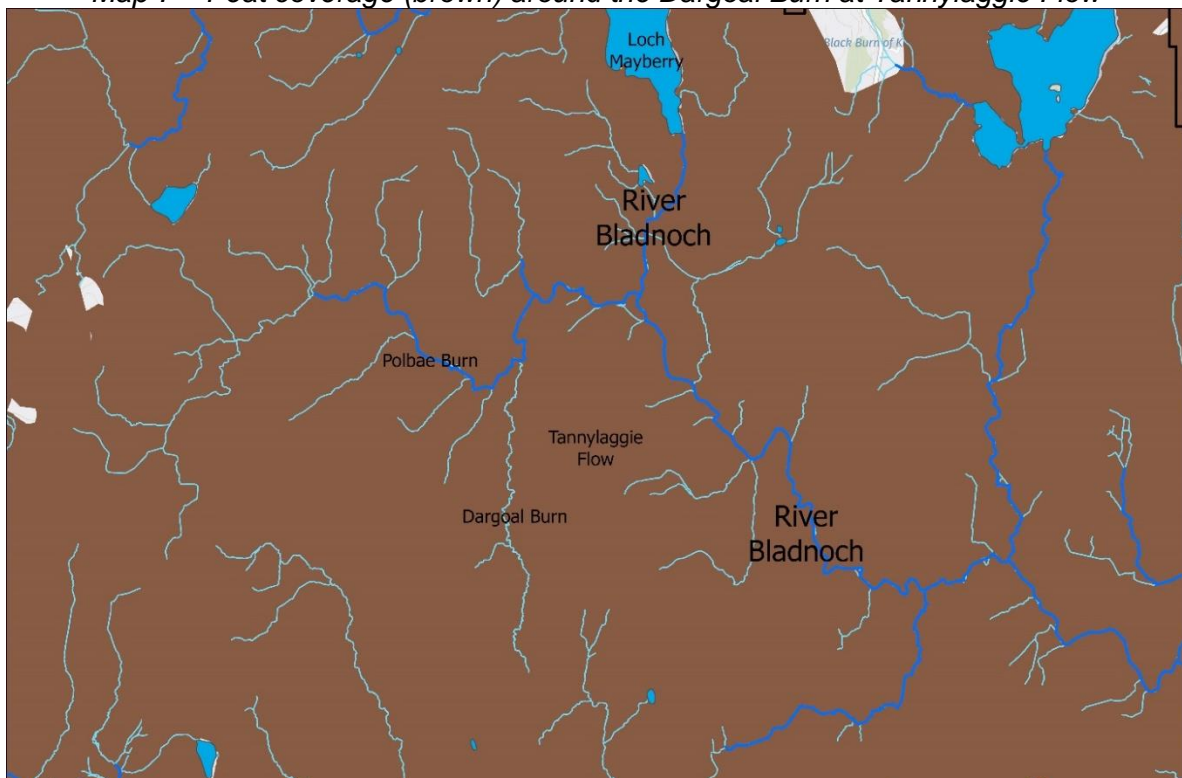 Map 7 – Peat coverage (brown) around the Dargoal Burn at Tannylaggie Flow
Loch
Mayberry
Black Burn of K
River
Bladnoch
Polbae Burn
Tannylaggie
Flow
Dargoal Burn
River
Bladnoch